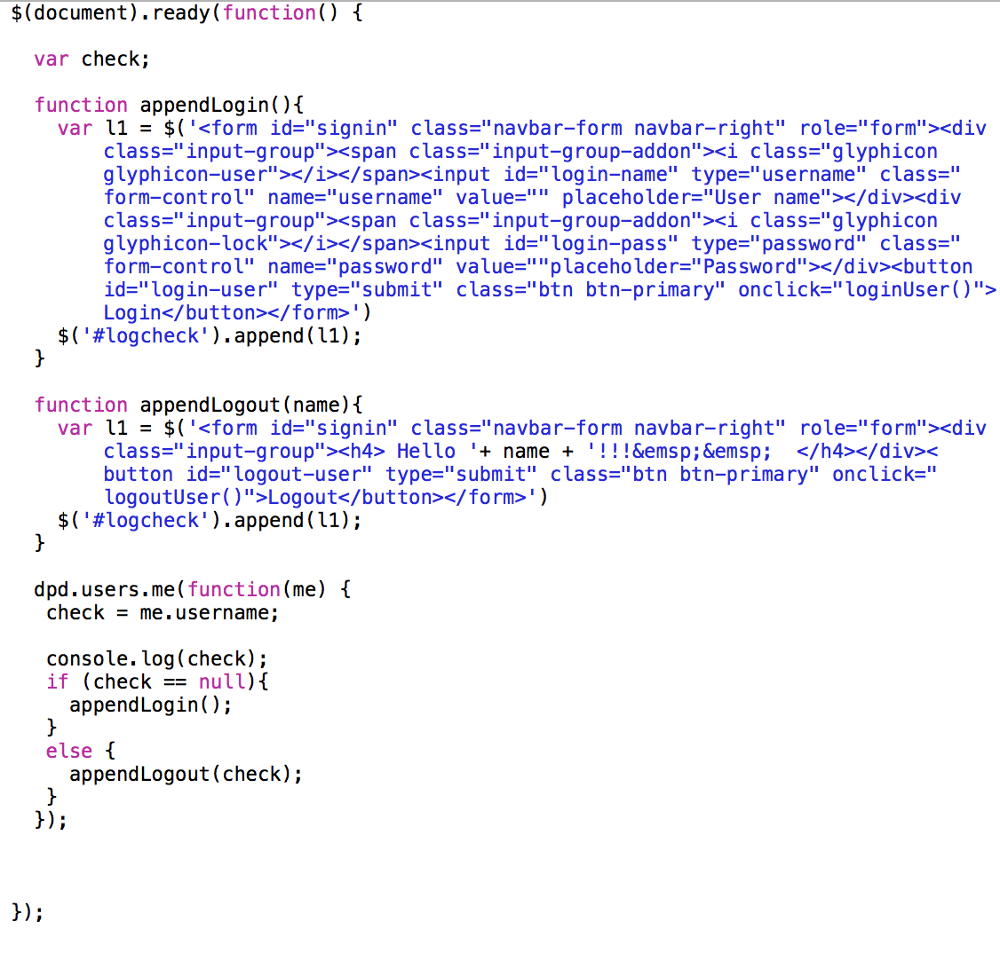 $(document).ready(function() {
var check;
function appendLogin(){
var l1 = $('<form id="signin" class="navbar-form navbar-right" role="form"><div
class="input-group"><span class="input-group-addon"><i class="glyphicon
glyphicon-user"></i></span><input id="login-name" type="username" class="
form-control" name="username" value="" placeholder="User name"></div><div
class="input-group"><span class="input-group-addon"><i class="glyphicon
glyphicon-lock"></i></span><input id="login-pass" type="password" class="
form-control" name="password" value=""placeholder="Password"></div><button
id="login-user" type="submit" class="btn btn-primary" onclick="loginUser()">
Login</button></form>')
$('#logcheck').append(l1);
}
function appendLogout(name){
var l1 = $('<form id="signin" class="navbar-form navbar-right" role="form"><div
class="input-group"><h4> Hello '+ name + '!!!&emsp;&emsp;  </h4></div><
button id="logout-user" type="submit" class="btn btn-primary" onclick="
logoutUser()">Logout</button></form>')
$('#logcheck').append(l1);
}
dpd.users.me(function(me) {
check = me.username;
console.log(check);
if (check == null){
appendLogin();
}
else {
appendLogout(check);
}
});
});